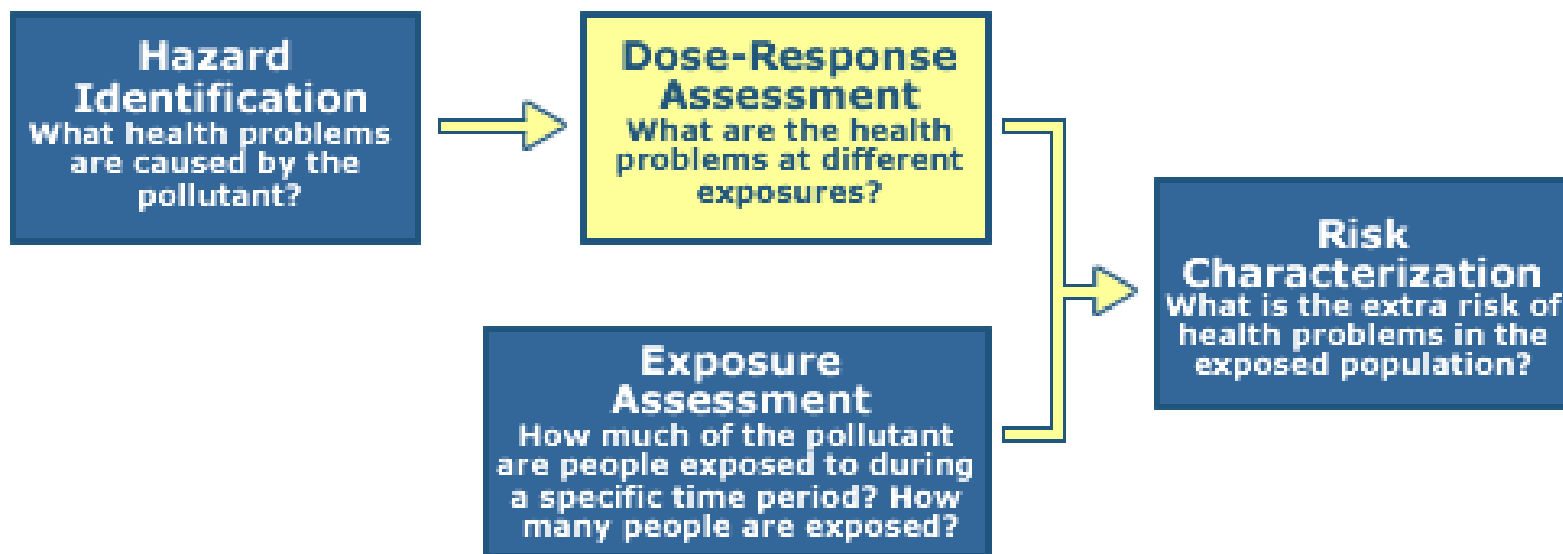 Hazard
Identification
What health problems
are caused by the
pollutant?
Dose-Response
Assessment
What are the health
problems at different
exposures?
Exposure
Assessment
How much of the pollutant
are people exposed to during
a specific time period? How
many people are exposed?
Risk
Characterization
What is the extra risk of
health problems in the
exposed population?